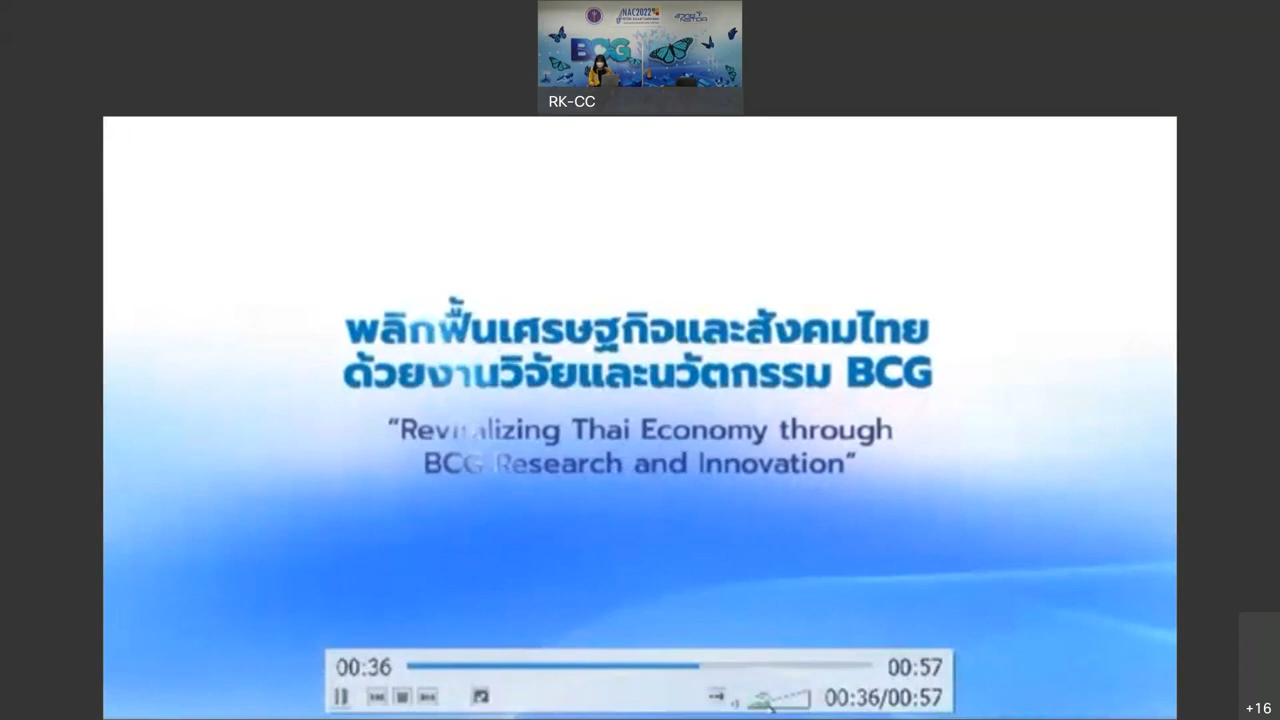 NAC2022
BCG
RK-CC
พลิกฟื้นเศรษฐกิจและสังคมไทย
ด้วยงานวิจัยและนวัตกรรม BCG
“Revitalizing Thai Economy through
BCG Research and Innovation”
00:36 00:57
00:36/00:57
+16